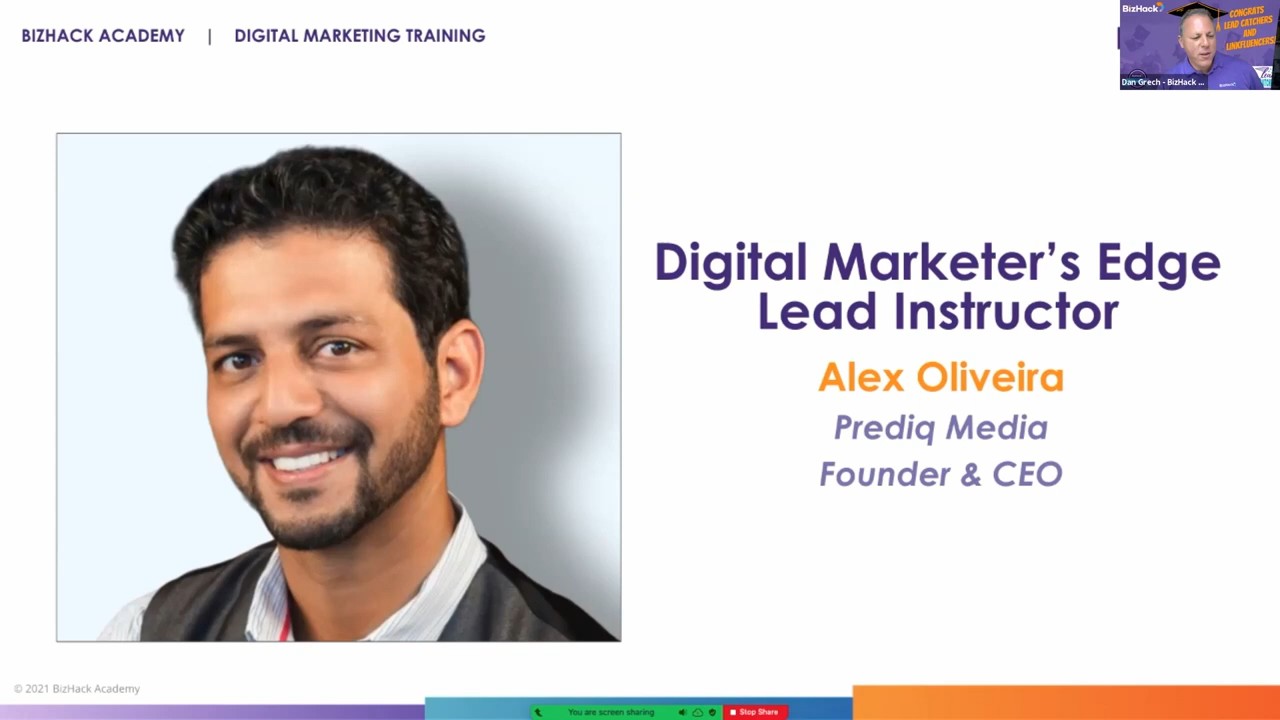 BIZHACK ACADEMY | DIGITAL MARKETING TRAINING
BizHack
CONGRATS
LEAD CATCHERS
AND
LINKFLUENCERS!
Dan Grech - BizHack ...
Digital Marketer's Edge
Lead Instructor
Alex Oliveira
Prediq Media
Founder & CEO
© 2021 BizHack Academy
You are screen sharing
Stop Share